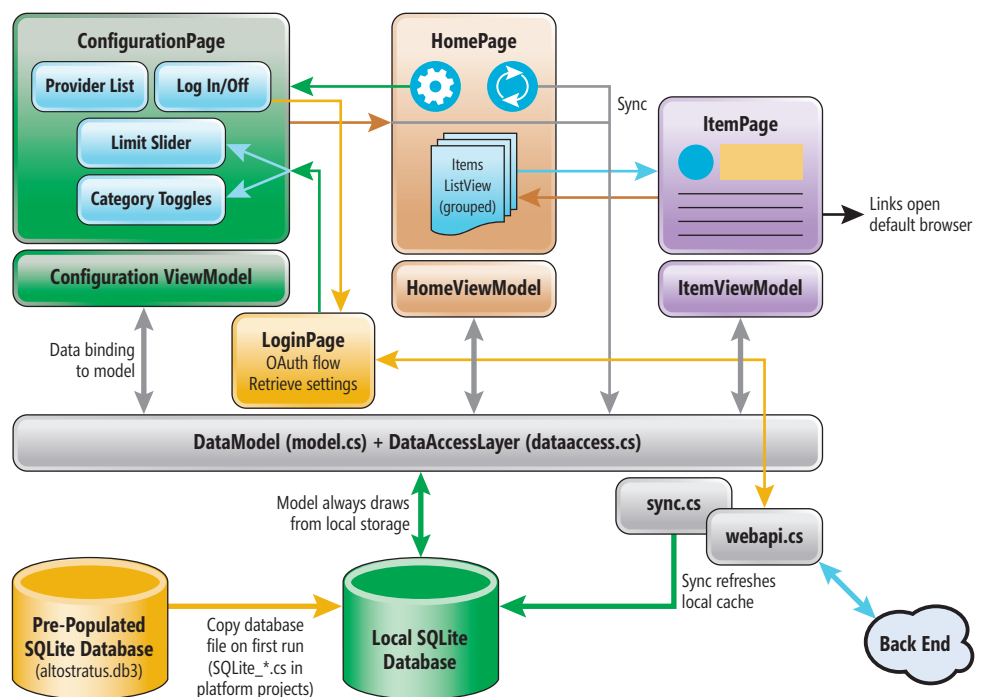 ConfigurationPage
Provider List
Log In/Off
Limit Slider
Category Toggles
Configuration ViewModel
HomePage
Items
ListView
(grouped)
HomeViewModel
Sync
ItemPage
Links open
default browser
ItemViewModel
Data binding
to model
LoginPage
OAuth flow
Retrieve settings
DataModel (model.cs) + DataAccessLayer (dataaccess.cs)
Model always draws
from local storage
sync.cs
webapi.cs
Sync refreshes
local cache
Pre-Populated
SQLite Database
(altostratus.db3)
Copy database
file on first run
(SQLite_*.cs in
platform projects)
Local SQLite
Database
Back End